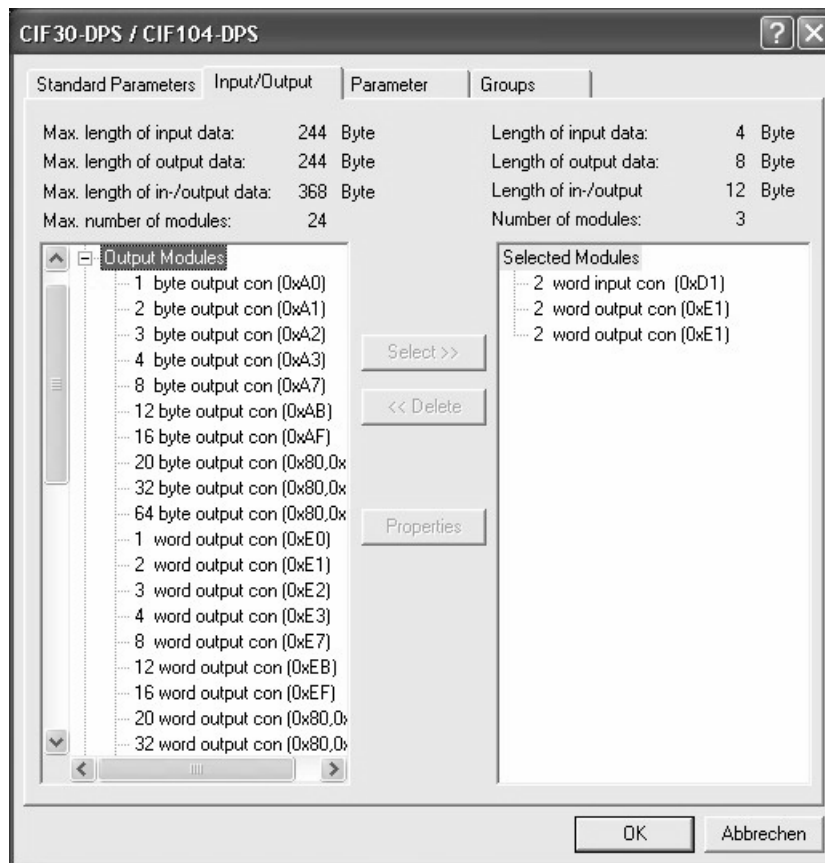 CIF30-DPS / CIF104-DPS
Standard Parameters Input/Output Parameter Groups
Max. length of input data: 244 Byte
Max. length of output data: 244 Byte
Max. length of in-/output data: 368 Byte
Max. number of modules: 24
Length of input data: 4 Byte
Length of output data: 8 Byte
Length of in-/output 12 Byte
Number of modules: 3
Output Modules
1 byte output con (0xA0)
2 byte output con (0xA1)
3 byte output con (0xA2)
4 byte output con (0xA3)
8 byte output con (0xA7)
12 byte output con (0xAB)
16 byte output con (0xAF)
20 byte output con (0x80,0x
32 byte output con (0x80,0x
64 byte output con (0x80,0x
1 word output con (0xE0)
2 word output con (0xE1)
3 word output con (0xE2)
4 word output con (0xE3)
8 word output con (0xE7)
12 word output con (0xEB)
16 word output con (0xEF)
20 word output con (0x80,0x
32 word output con (0x80,0x
Select >>
<< Delete
Properties
Selected Modules
2 word input con (0xD1)
2 word output con (0xE1)
2 word output con (0xE1)
OK Abbrechen